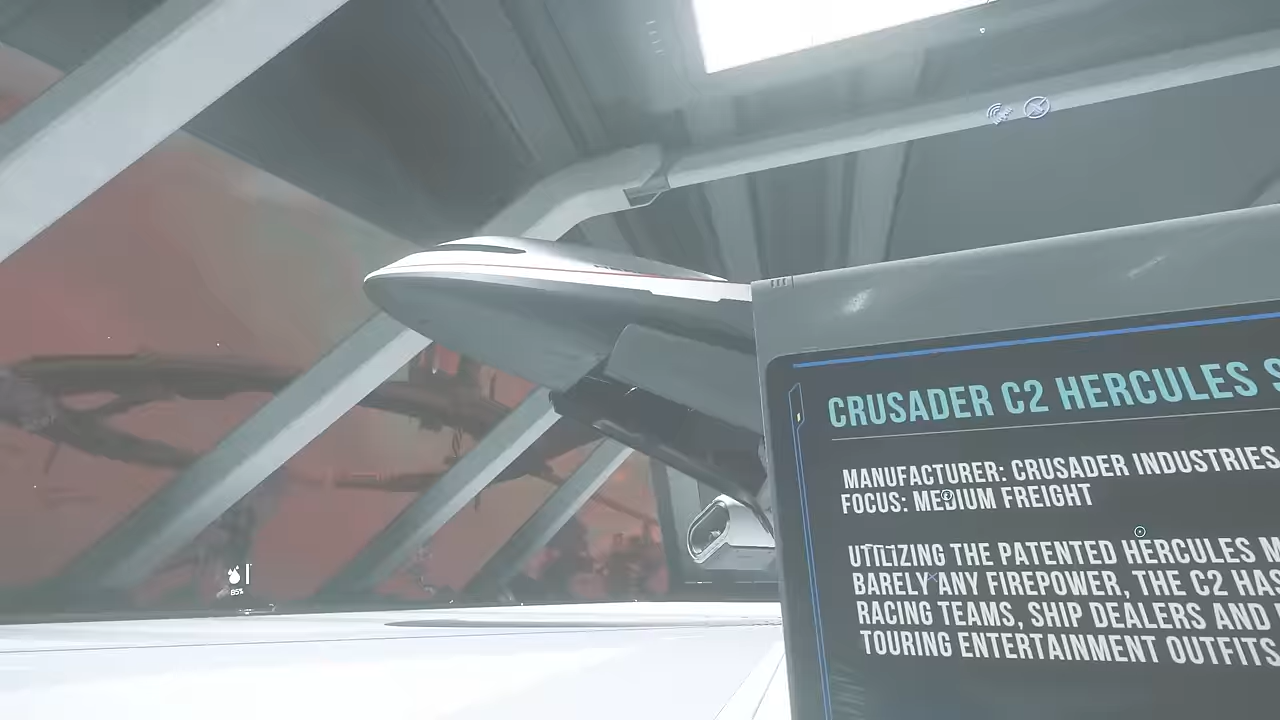 CRUSADER C2 HERCULES S
MANUFACTURER: CRUSADER INDUSTRIES
FOCUS: MEDIUM FREIGHT
UTILIZING THE PATENTED HERCULES M
BARELY ANY FIREPOWER, THE C2 HAS
RACING TEAMS, SHIP DEALERS AND
TOURING ENTERTAINMENT OUTFITS
85%